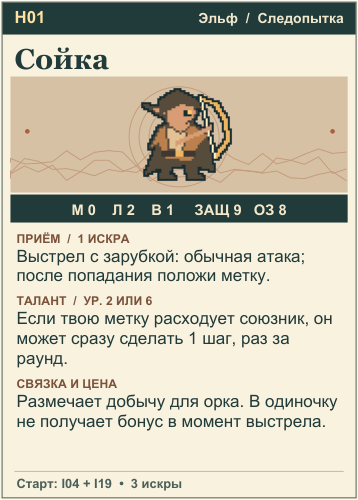 H01
Эльф / Следопытка
Сойка
М 0 Л 2 В 1 ЗАЩ 9 ОЗ 8
ПРИЁМ / 1 ИСКРА
Выстрел с зарубкой: обычная атака;
после попадания положи метку.
ТАЛАНТ / УР. 2 ИЛИ 6
Если твою метку расходует союзник, он
может сразу сделать 1 шаг, раз за
раунд.
СВЯЗКА И ЦЕНА
Размечает добычу для орка. В одиночку
не получает бонус в момент выстрела.
Старт: I04 + I19 • 3 искры